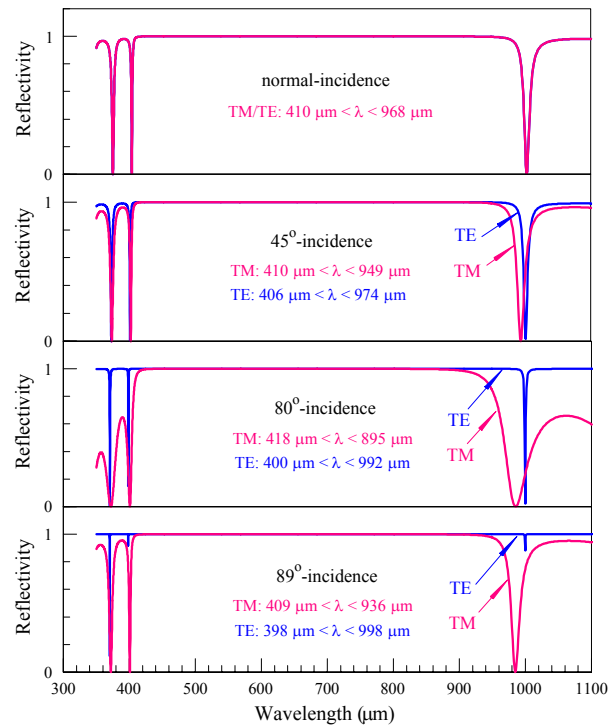 Reflectivity
1
0
normal-incidence
TM/TE: 410 μm < λ < 968 μm
Reflectivity
1
0
45°-incidence
TM: 410 μm < λ < 949 μm
TE: 406 μm < λ < 974 μm
TE
TM
Reflectivity
1
0
80°-incidence
TM: 418 μm < λ < 895 μm
TE: 400 μm < λ < 992 μm
TE
TM
Reflectivity
1
0
89°-incidence
TM: 409 μm < λ < 936 μm
TE: 398 μm < λ < 998 μm
TE
TM
300 400 500 600 700 800 900 1000 1100
Wavelength (μm)